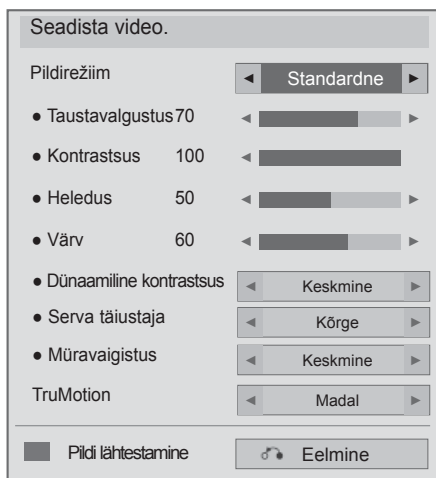 Seadista video.
Pildirežiim ◄ Standardne ►
● Taustavalgustus 70 ◄ ►
● Kontrastsus 100 ◄
● Heledus 50 ◄ ►
● Värv 60 ◄ ►
● Dünaamiline kontrastsus ◄ Keskmine ►
● Serva täiustaja ◄ Kõrge ►
● Müravaigistus ◄ Keskmine ►
TruMotion ◄ Madal ►
Pildi lähtestamine Eelmine